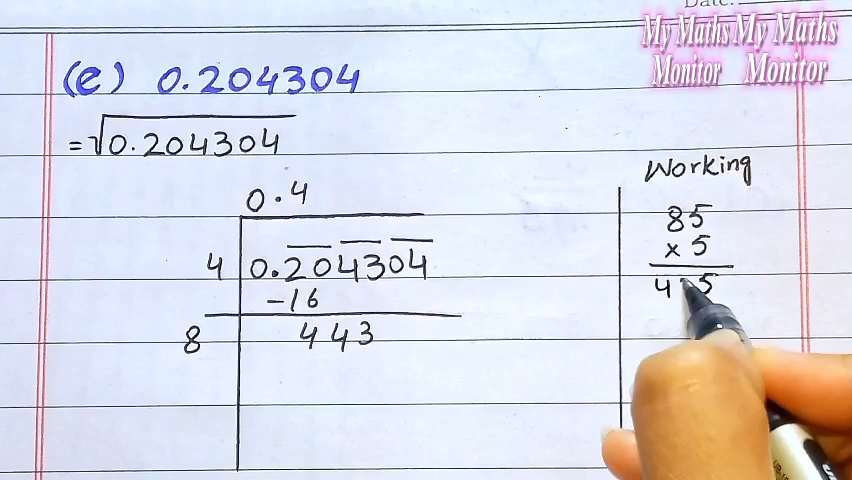 Date:
My Maths My Maths
Monitor Monitor
(e) 0.204304
= √0.204304
Working
0.4
85
× 5
4 0.204304
-16
8 443